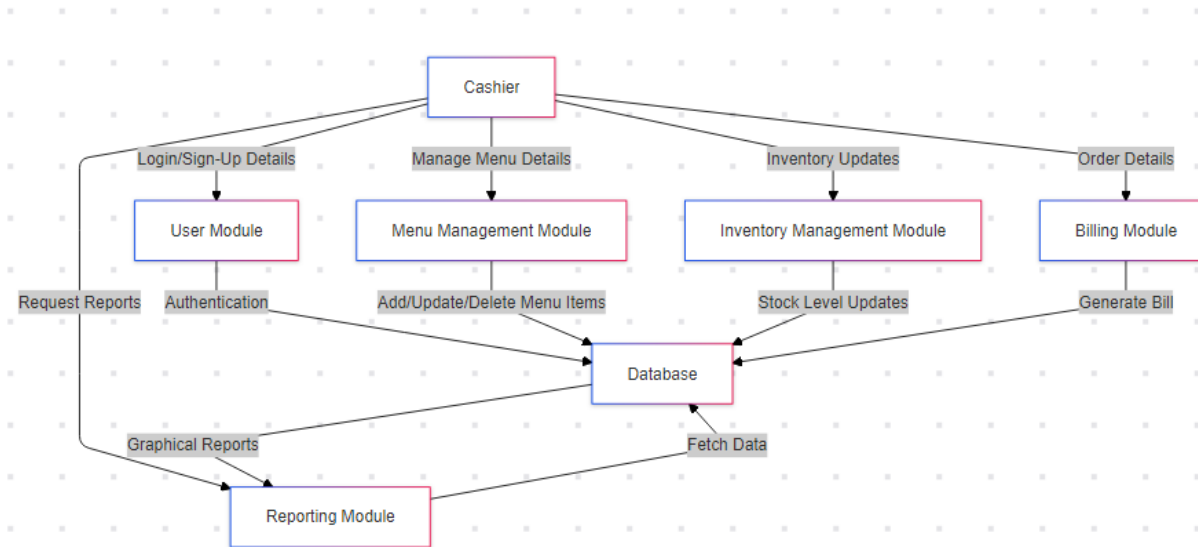 Cashier
Login/Sign-Up Details
Manage Menu Details
Inventory Updates
Order Details
User Module
Menu Management Module
Inventory Management Module
Billing Module
Request Reports
Authentication
Add/Update/Delete Menu Items
Stock Level Updates
Generate Bill
Database
Graphical Reports
Fetch Data
Reporting Module